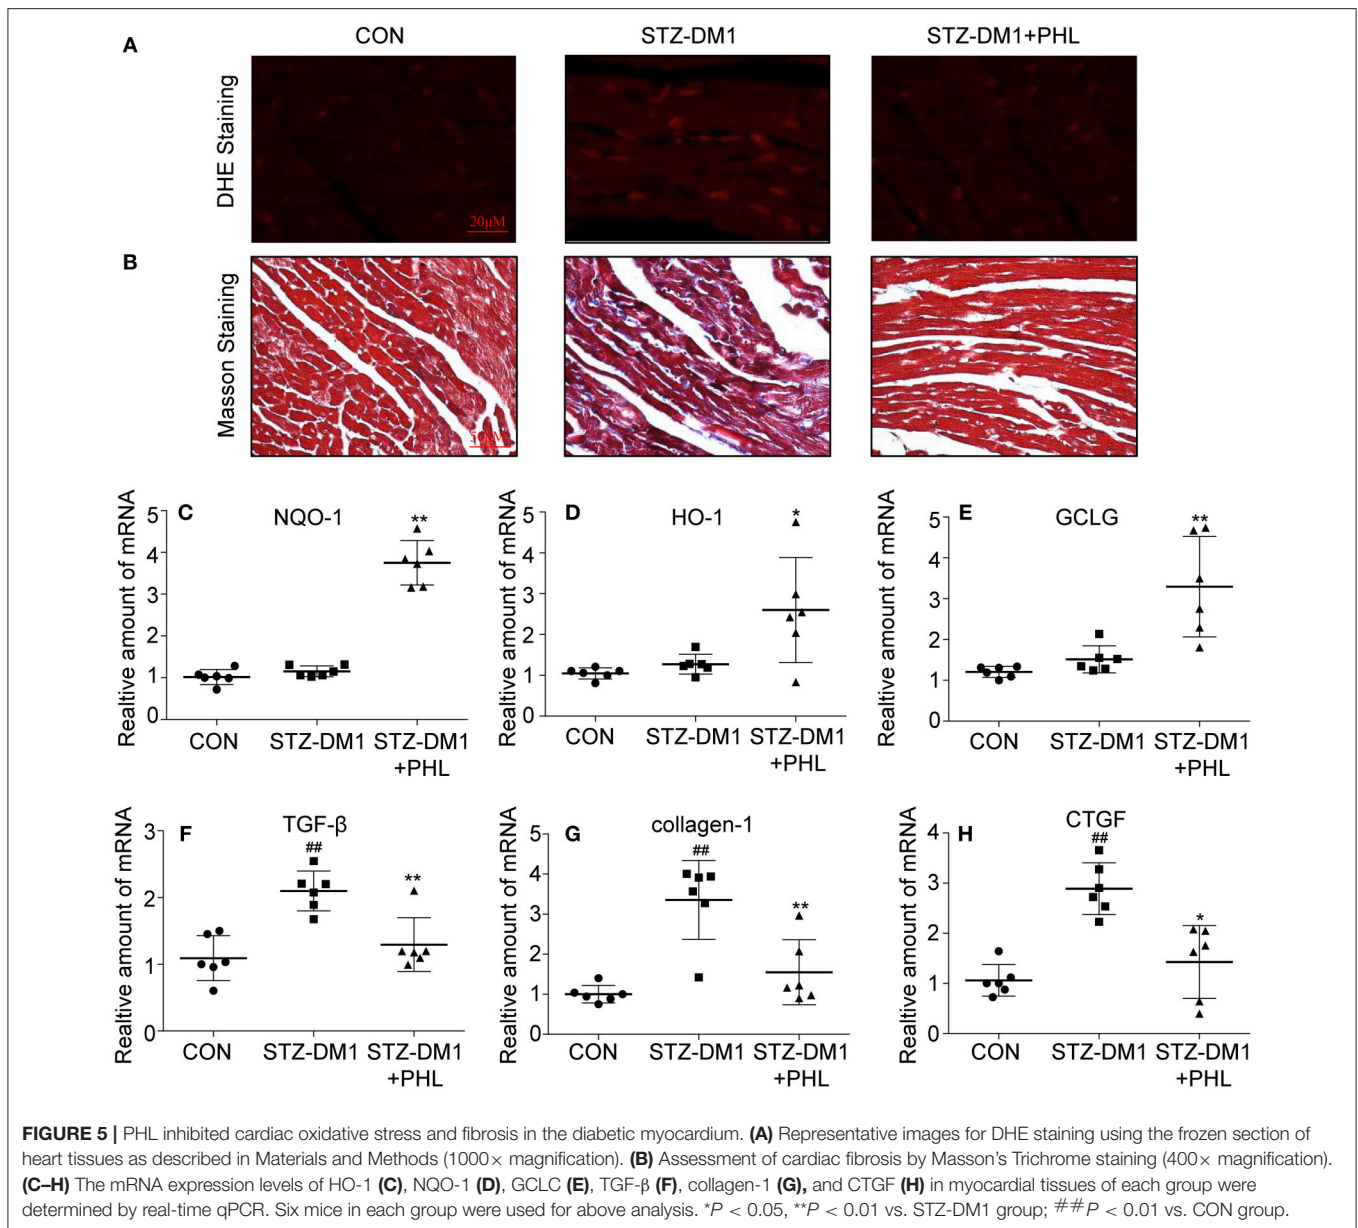 A
CON
STZ-DM1
STZ-DM1+PHL
DHE Staining
20μM
B
Masson Staining
C
NQO-1
Realtive amount of mRNA
5
4
3
2
1
0
**
CON
STZ-DM1
STZ-DM1
+PHL
D
HO-1
Realtive amount of mRNA
5
4
3
2
1
0
*
CON
STZ-DM1
STZ-DM1
+PHL
E
GCLG
Realtive amount of mRNA
5
4
3
2
1
0
**
CON
STZ-DM1
STZ-DM1
+PHL
F
TGF-β
Realtive amount of mRNA
3
2
1
0
##
**
CON
STZ-DM1
STZ-DM1
+PHL
G
collagen-1
Realtive amount of mRNA
5
4
3
2
1
0
##
**
CON
STZ-DM1
STZ-DM1
+PHL
H
CTGF
Realtive amount of mRNA
4
3
2
1
0
##
*
CON
STZ-DM1
STZ-DM1
+PHL
FIGURE 5 | PHL inhibited cardiac oxidative stress and fibrosis in the diabetic myocardium. (A) Representative images for DHE staining using the frozen section of
heart tissues as described in Materials and Methods (1000× magnification). (B) Assessment of cardiac fibrosis by Masson's Trichrome staining (400× magnification).
(C–H) The mRNA expression levels of HO-1 (C), NQO-1 (D), GCLC (E), TGF-β (F), collagen-1 (G), and CTGF (H) in myocardial tissues of each group were
determined by real-time qPCR. Six mice in each group were used for above analysis. *P < 0.05, **P < 0.01 vs. STZ-DM1 group; ##P < 0.01 vs. CON group.